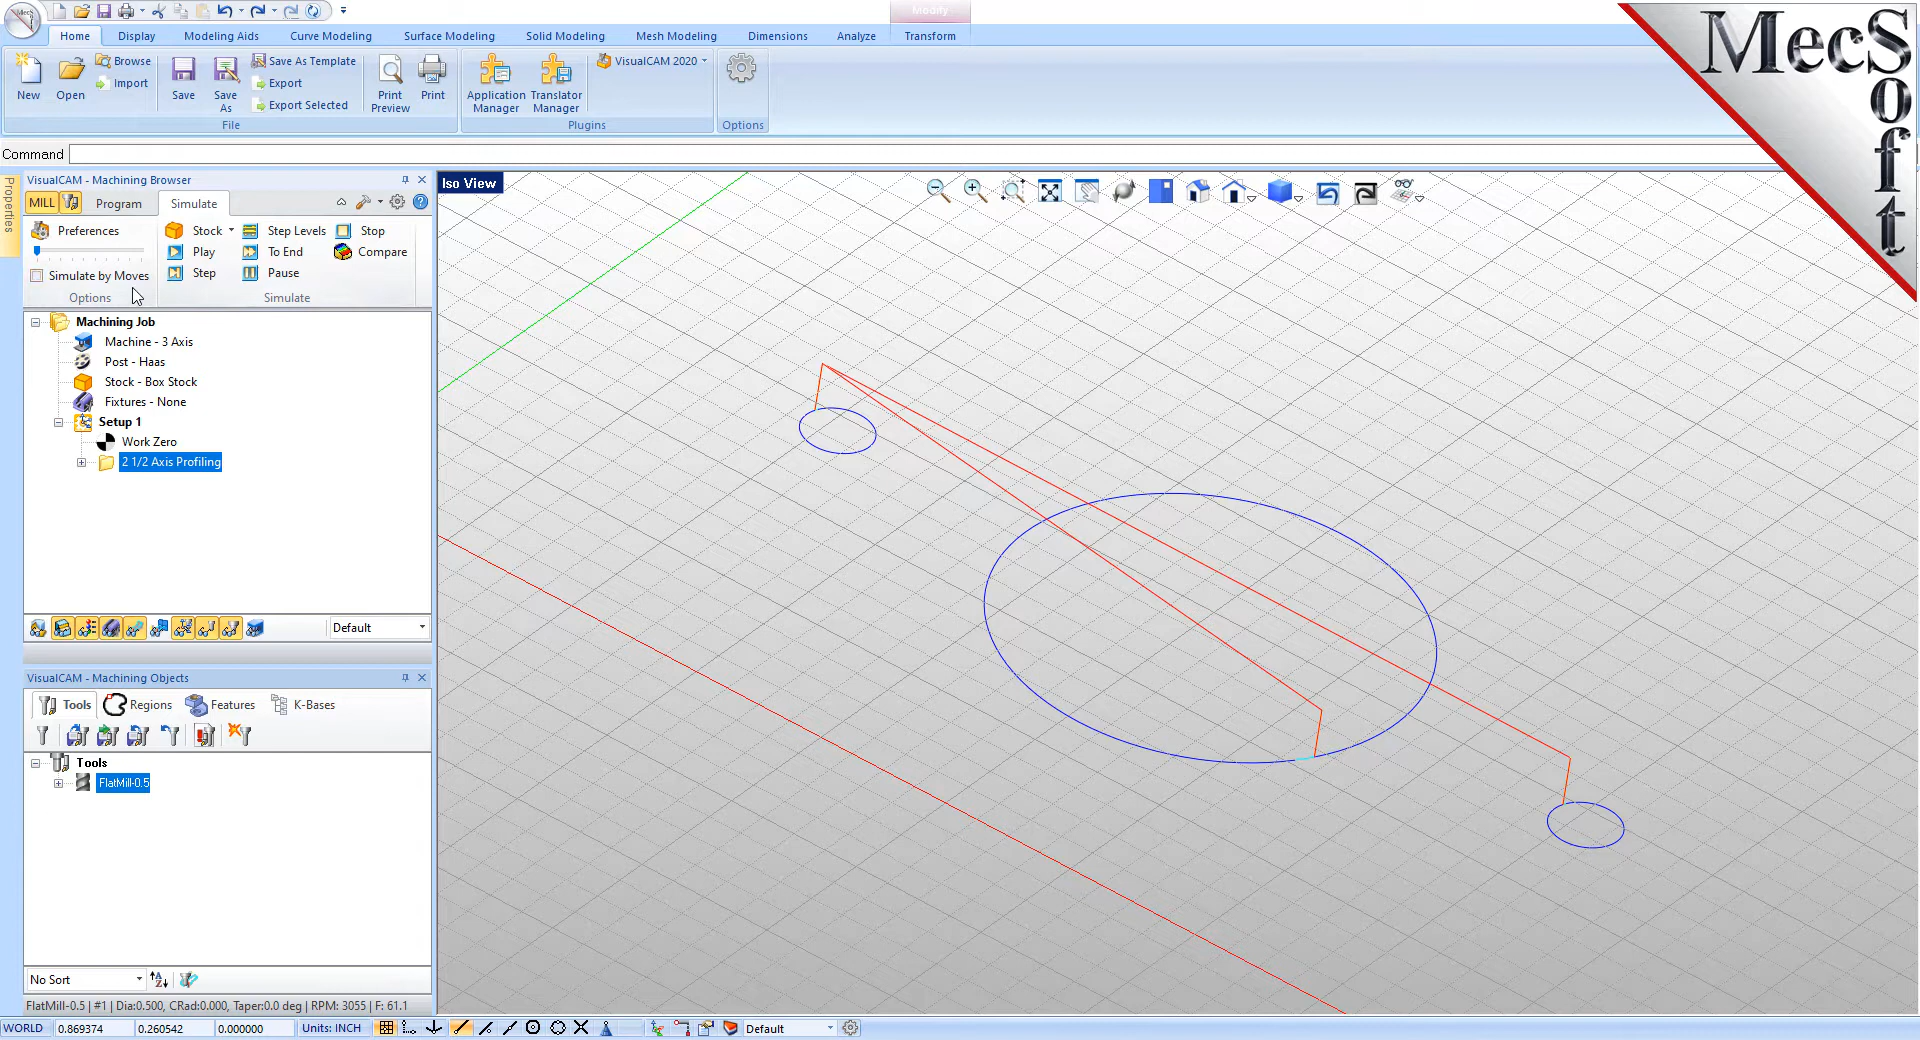 Modify
Home Display Modeling Aids Curve Modeling Surface Modeling Solid Modeling Mesh Modeling Dimensions Analyze Transform
New Open Browse Import Save Save As Save As Template Export Export Selected Print Preview Print Application Manager Translator Manager VisualCAM 2020
File Plugins Options
Command
Properties
VisualCAM - Machining Browser
MILL Program Simulate
Preferences Stock Step Levels Stop
Play To End Compare
Simulate by Moves Step Pause
Options Simulate
Machining Job
Machine - 3 Axis
Post - Haas
Stock - Box Stock
Fixtures - None
Setup 1
Work Zero
2 1/2 Axis Profiling
Default
VisualCAM - Machining Objects
Tools Regions Features K-Bases
Tools
FlatMill-0.5
No Sort
FlatMill-0.5 | #1 | Dia:0.500, CRad:0.000, Taper:0.0 deg | RPM: 3055 | F: 61.1
WORLD 0.869374 0.260542 0.000000 Units: INCH Default
Iso View
MecSoft